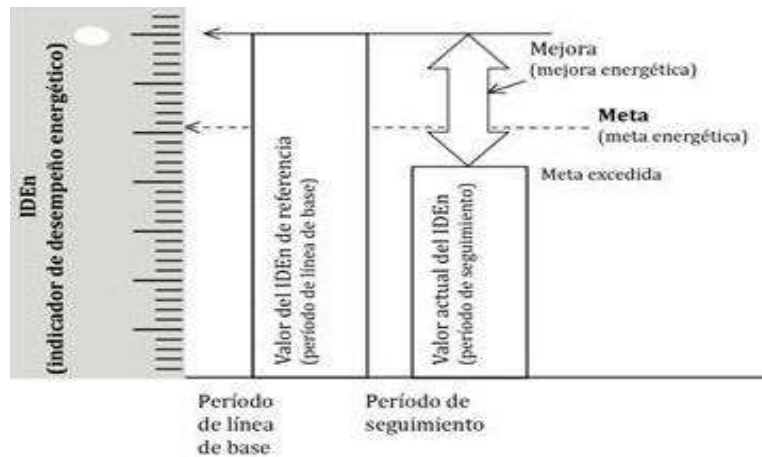 IDEn
(indicador de desempeño energético)
Valor del IDEn de referencia
(período de línea de base)
Valor actual del IDEn
(período de seguimiento)
Mejora
(mejora energética)
Meta
(meta energética)
Meta excedida
Período
de línea
de base
Período de
seguimiento